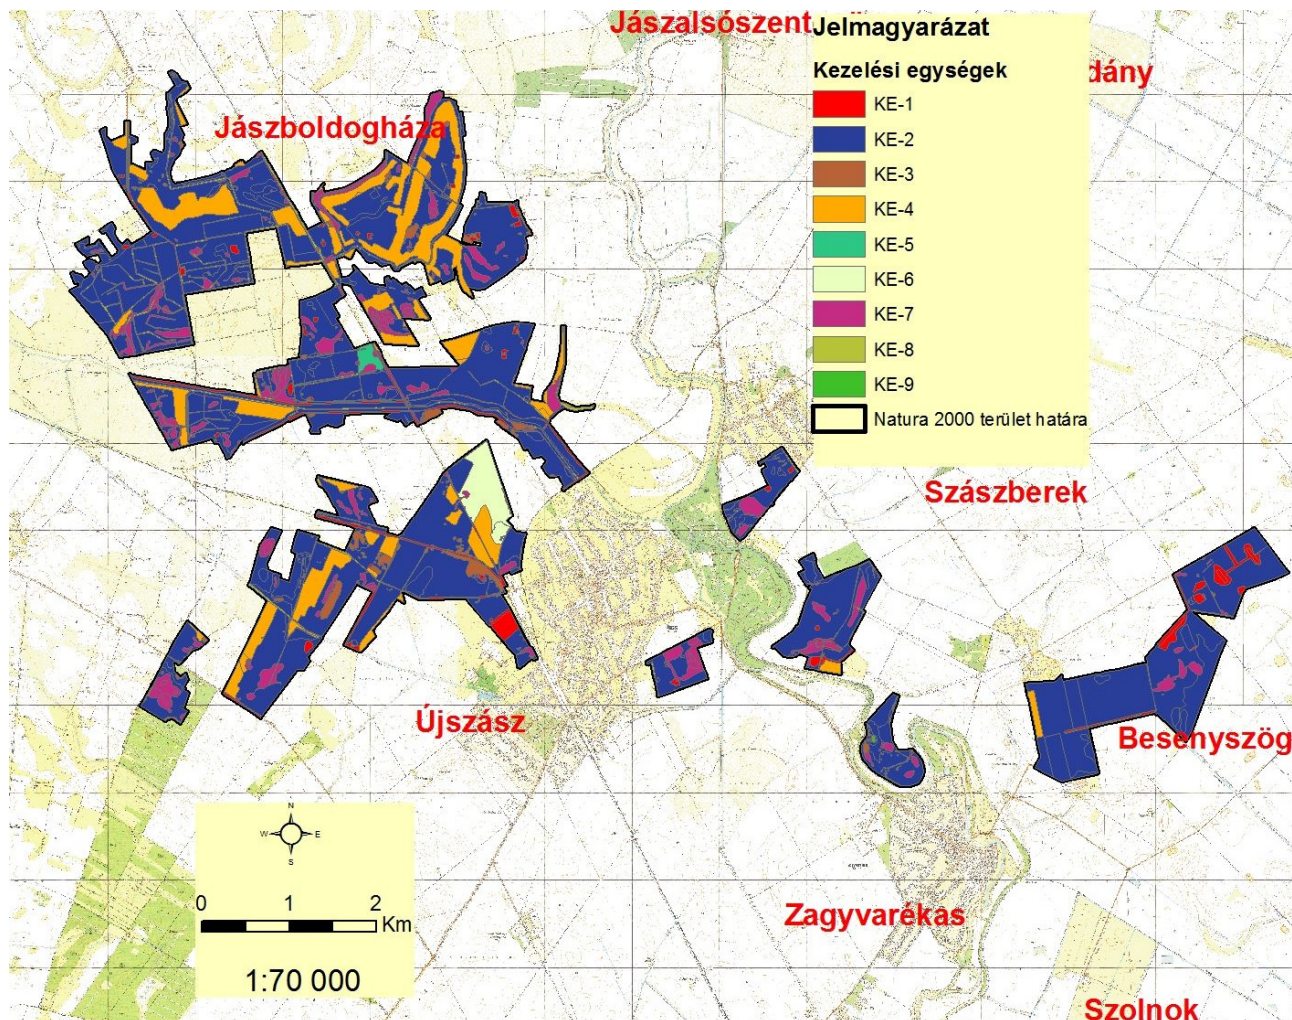 Jászalsószent
Jelmagyarázat
Kezelési egységek
dány
KE-1
Jászboldogháza
KE-2
KE-3
KE-4
KE-5
KE-6
KE-7
KE-8
KE-9
Natura 2000 terület határa
Szászberek
Újszász
Besenyszög
N
W E
S
0 1 2
Km
Zagyvarékas
1:70 000
Szolnok